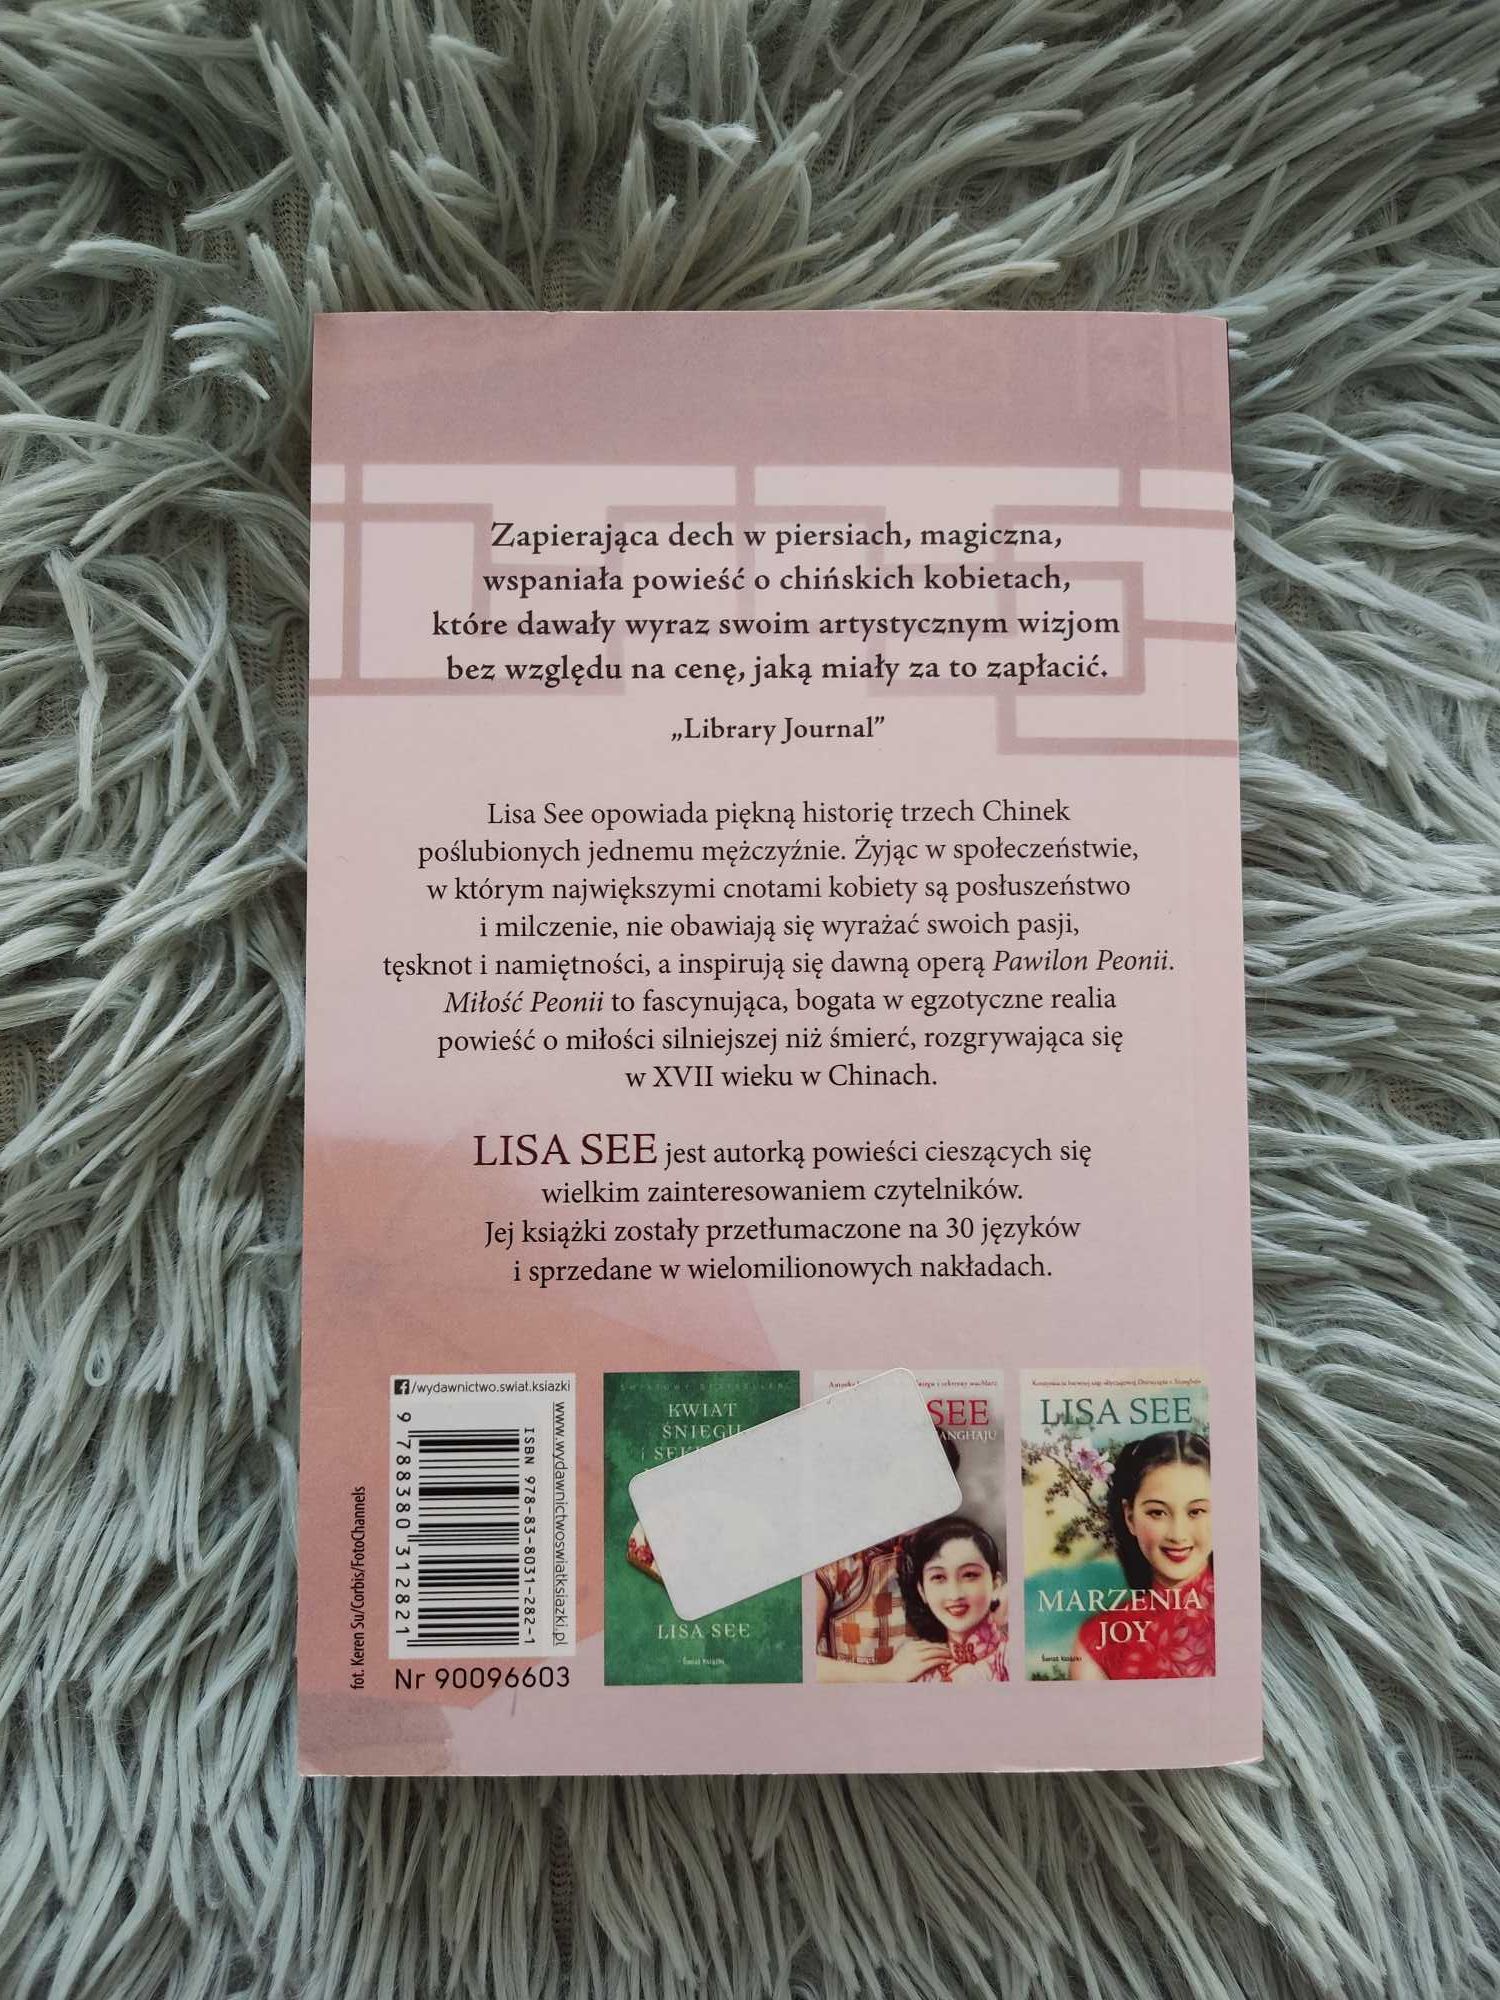 Zapierająca dech w piersiach, magiczna,
wspaniała powieść o chińskich kobietach,
które dawały wyraz swoim artystycznym wizjom
bez względu na cenę, jaką miały za to zapłacić.
„Library Journal”
Lisa See opowiada piękną historię trzech Chinek
poślubionych jednemu mężczyźnie. Żyjąc w społeczeństwie,
w którym największymi cnotami kobiety są posłuszeństwo
i milczenie, nie obawiają się wyrażać swoich pasji,
tęsknot i namiętności, a inspirują się dawną operą Pawilon Peonii.
Miłość Peonii to fascynująca, bogata w egzotyczne realia
powieść o miłości silniejszej niż śmierć, rozgrywająca się
w XVII wieku w Chinach.
LISA SEE jest autorką powieści cieszących się
wielkim zainteresowaniem czytelników.
Jej książki zostały przetłumaczone na 30 języków
i sprzedane w wielomilionowych nakładach.
fot. Keren Su/Corbis/FotoChannels
f/wydawnictwo.swiat.ksiazki
9 788380 312821
ISBN 978-83-8031-282-1
www.wydawnictwoswiatksiazki.pl
Nr 90096603
ŚWIATOWY BESTSELLER
KWIAT
ŚNIEGU
i
LISA SEE
Świat Książki
SEE
LISA SEE
MARZENIA
JOY
Świat Książki